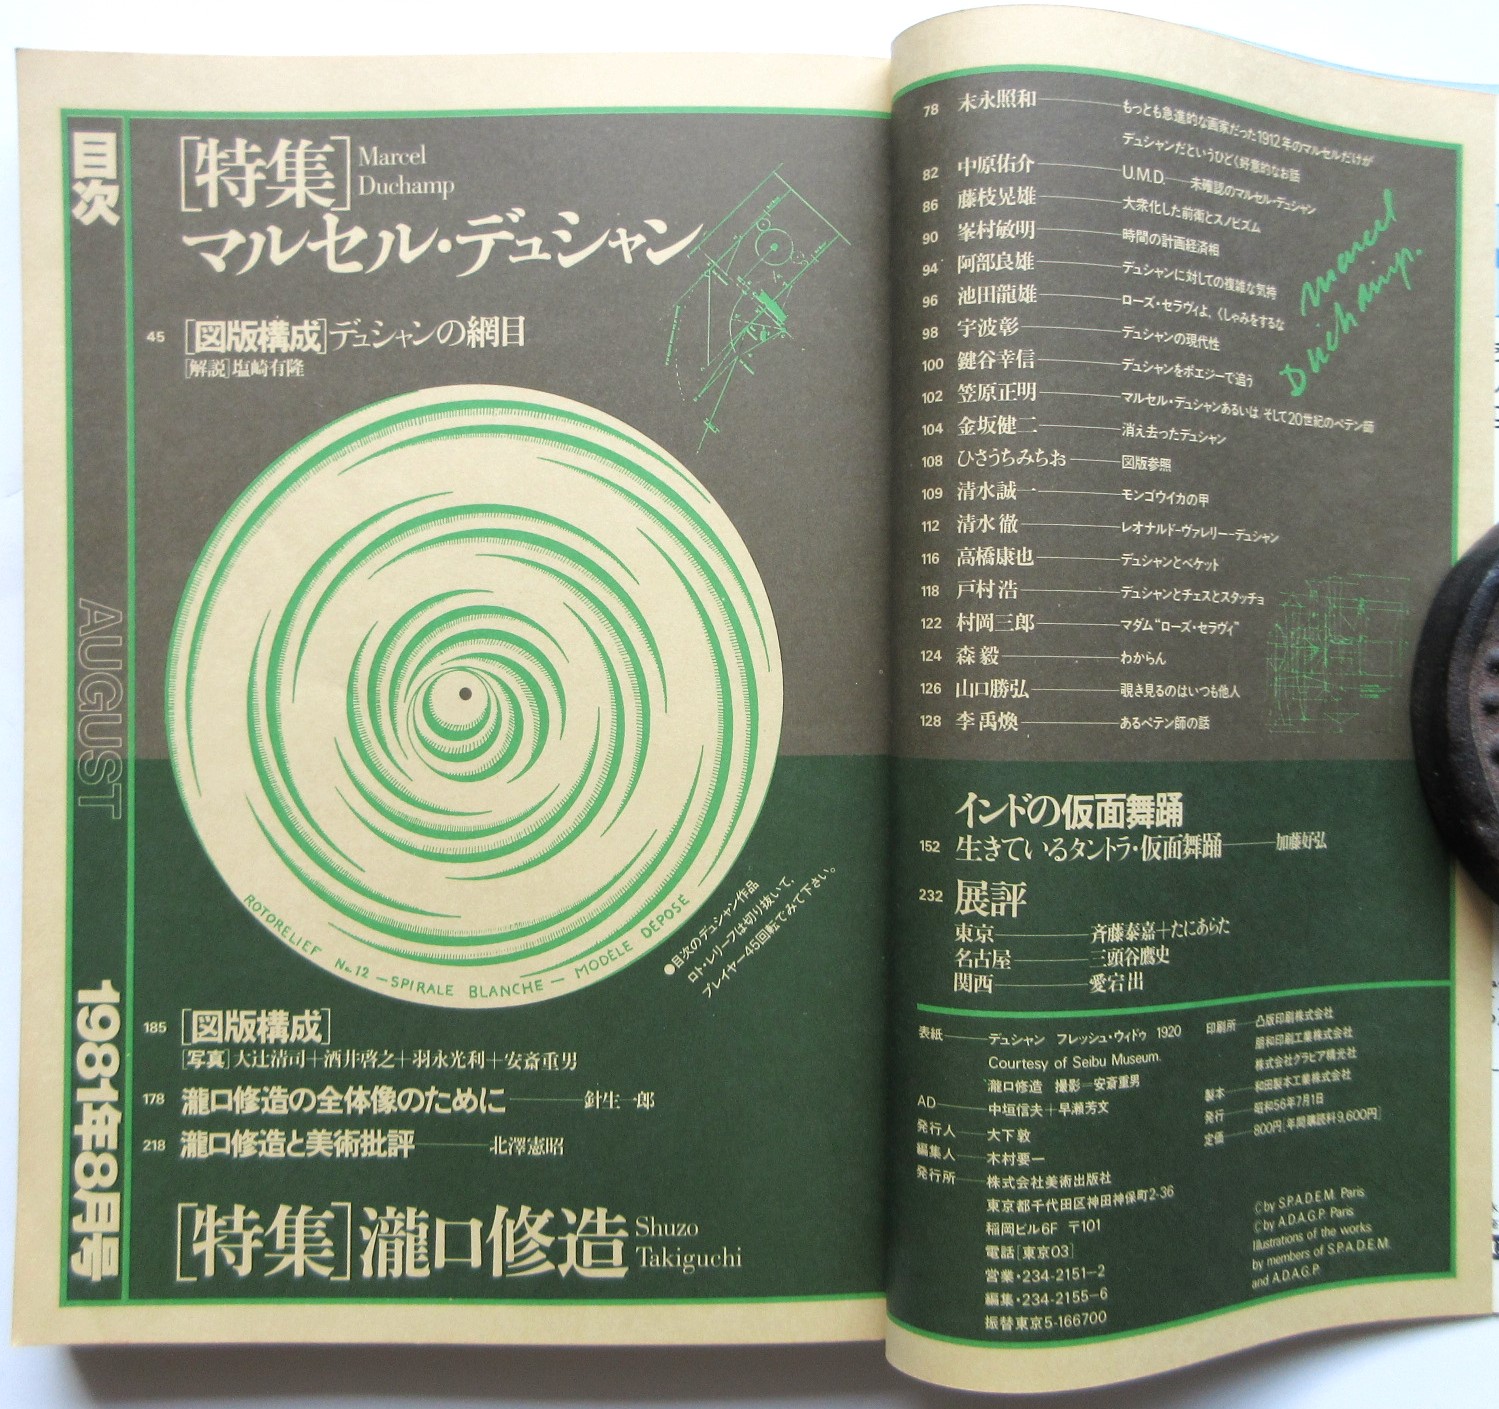 目次
AUGUST
1981年8月号
[特集]
Marcel
Duchamp
マルセル・デュシャン
45 [図版構成]デュシャンの網目
[解説]塩崎有隆
ROTORELIEF No.12 — SPIRALE BLANCHE — MODÈLE DÉPOSÉ
●目次のデュシャン作品
ロト・レリーフは切り抜いて、
プレイヤー45回転でみて下さい。
185 [図版構成]
[写真]大辻清司+酒井啓之+羽永光利+安斎重男
178 瀧口修造の全体像のために——針生一郎
218 瀧口修造と美術批評——北澤憲昭
[特集]瀧口修造
Shuzo
Takiguchi
78 末永照和——もっとも急進的な画家だった1912年のマルセルだけが
デュシャンだというひどく好意的なお話
82 中原佑介——U.M.D.——未確認のマルセル・デュシャン
86 藤枝晃雄——大衆化した前衛とスノビズム
90 峯村敏明——時間の計画経済相
94 阿部良雄——デュシャンに対しての複雑な気持
96 池田龍雄——ローズ・セラヴィよ、くしゃみをするな
98 宇波彰——デュシャンの現代性
100 鍵谷幸信——デュシャンをポエジーで追う
102 笠原正明——マルセル・デュシャンあるいは、そして20世紀のペテン師
104 金坂健二——消え去ったデュシャン
108 ひさうちみちお——図版参照
109 清水誠一——モンゴウイカの甲
112 清水徹——レオナルドーヴァレリーーデュシャン
116 高橋康也——デュシャンとベケット
118 戸村浩——デュシャンとチェスとスタッチョ
122 村岡三郎——マダム“ローズ・セラヴィ”
124 森毅——わからん
126 山口勝弘——覗き見るのはいつも他人
128 李禹煥——あるペテン師の話
Marcel
Duchamp.
インドの仮面舞踊
152 生きているタントラ・仮面舞踊——加藤好弘
232 展評
東京——斉藤泰嘉+たにあらた
名古屋——三頭谷鷹史
関西——愛宕出
表紙——デュシャン フレッシュ・ウィドゥ 1920
Courtesy of Seibu Museum.
瀧口修造 撮影—安斎重男
AD——中垣信夫+早瀬芳文
発行人——大下敦
編集人——木村要一
発行所——株式会社美術出版社
東京都千代田区神田神保町2-36
稲岡ビル6F 〒101
電話[東京03]
営業・234-2151−2
編集・234-2155−6
振替東京5-166700
印刷所——凸版印刷株式会社
朋和印刷工業株式会社
株式会社グラビア精光社
製本——和田製本工業株式会社
発行——昭和56年7月1日
定価——800円[年間購読料9,600円]
©by S.P.A.D.E.M. Paris
©by A.D.A.G.P. Paris
Illustrations of the works
by members of S.P.A.D.E.M.
and A.D.A.G.P.